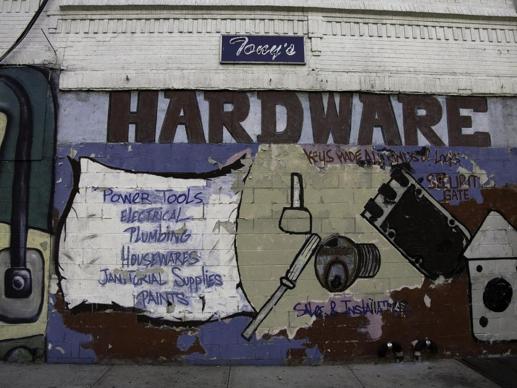 Tony's
HARDWARE
KEYS MADE ALL KINDS OF LOCKS
SECURITY
GATE
POWER TOOLS
ELECTRICAL
PLUMBING
HOUSEWARES
JANITORIAL SUPPLIES
PAINTS
SALES & INSTALLATION